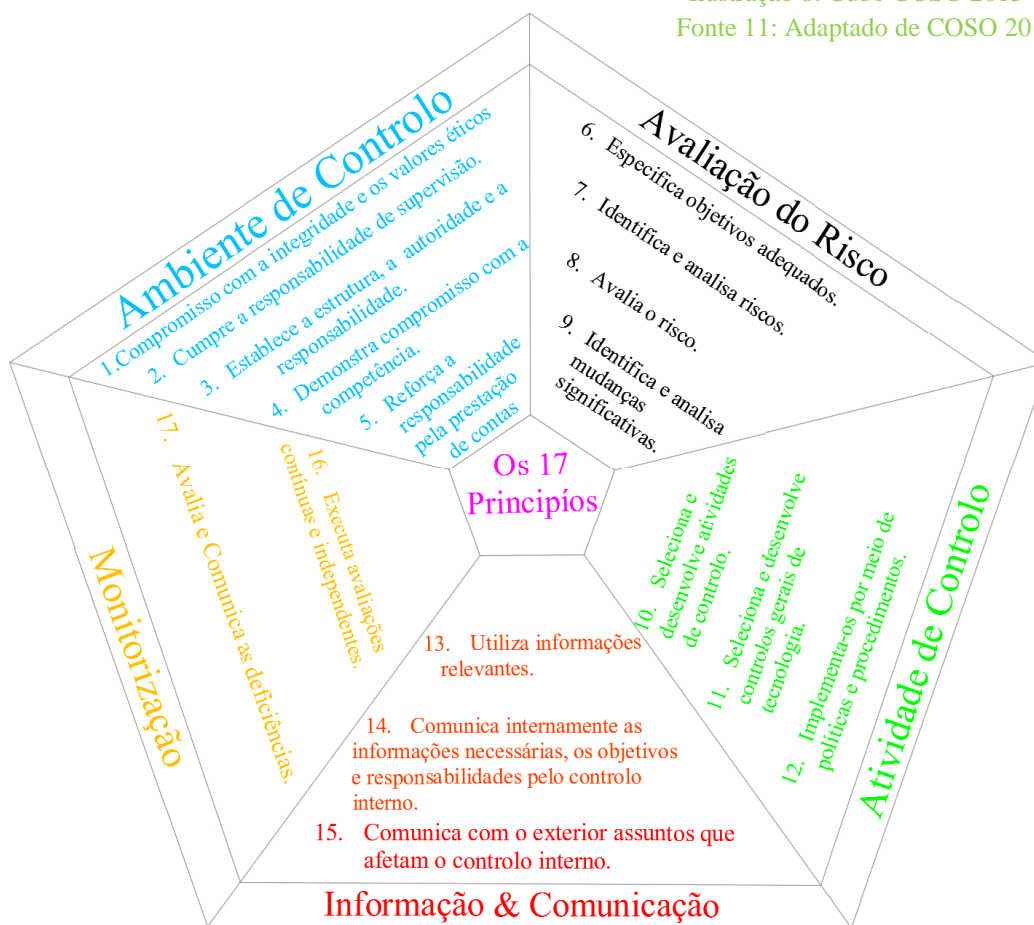 Fonte 11: Adaptado de COSO 20
Ambiente de Controlo
1.Compromisso com a integridade e os valores éticos
2. Cumpre a responsabilidade de supervisão.
3. Establece a estrutura, a autoridade e a
responsabilidade.
4. Demonstra compromisso com a
competência.
5. Reforça a
responsabilidade
pela prestação
de contas
Avaliação do Risco
6. Especifica objetivos adequados.
7. Identifica e analisa riscos.
8. Avalia o risco.
9. Identifica e analisa
mudanças
significativas.
Os 17
Principíos
Atividade de Controlo
10. Seleciona e
desenvolve atividades
de controlo.
11. Seleciona e desenvolve
controlos gerais de
tecnologia.
12. Implementa-os por meio de
políticas e procedimentos.
13. Utiliza informações
relevantes.
14. Comunica internamente as
informações necessárias, os objetivos
e responsabilidades pelo controlo
interno.
15. Comunica com o exterior assuntos que
afetam o controlo interno.
Informação & Comunicação
Monitorização
16. Executa avaliações
contínuas e independentes.
17. Avalia e Comunica as deficiências.